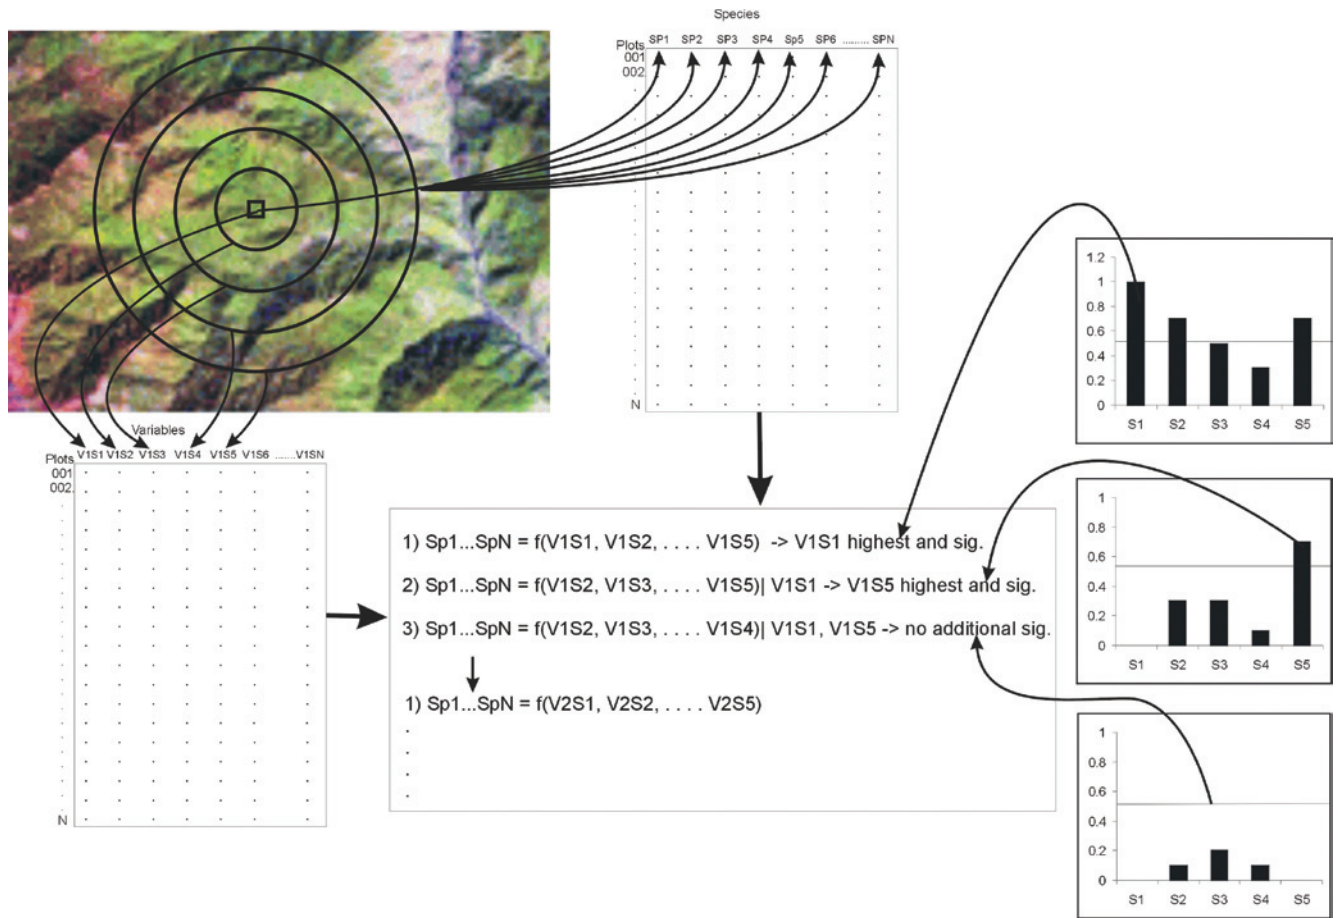 Species
Plots SP1 SP2 SP3 SP4 Sp5 SP6 .......... SPN
001
002
N
Variables
Plots V1S1 V1S2 V1S3 V1S4 V1S5 V1S6 .......V1SN
001
002
N
1) Sp1...SpN = f(V1S1, V1S2, . . . . V1S5) -> V1S1 highest and sig.
2) Sp1...SpN = f(V1S2, V1S3, . . . . V1S5)| V1S1 -> V1S5 highest and sig.
3) Sp1...SpN = f(V1S2, V1S3, . . . . V1S4)| V1S1, V1S5 -> no additional sig.
1) Sp1...SpN = f(V2S1, V2S2, . . . . V2S5)
1.2
1
0.8
0.6
0.4
0.2
0
S1 S2 S3 S4 S5
1
0.8
0.6
0.4
0.2
0
S1 S2 S3 S4 S5
1
0.8
0.6
0.4
0.2
0
S1 S2 S3 S4 S5